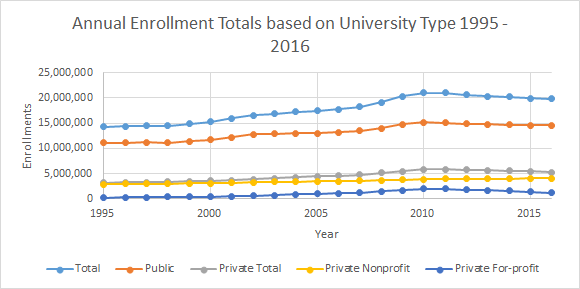 Annual Enrollment Totals based on University Type 1995 -
2016
25,000,000
20,000,000
15,000,000
10,000,000
5,000,000
0
Enrollments
1995 2000 2005 2010 2015
Year
Total Public Private Total Private Nonprofit Private For-profit